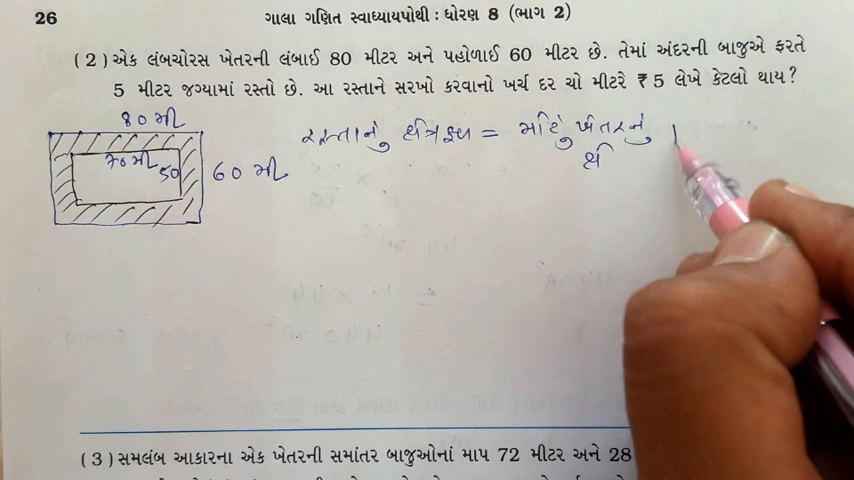 26
ગાલા ગણિત સ્વાધ્યાયપોથી : ધોરણ 8 (ભાગ 2)
(2) એક લંબચોરસ ખેતરની લંબાઈ 80 મીટર અને પહોળાઈ 60 મીટર છે. તેમાં અંદરની બાજુએ ફરતે
5 મીટર જગ્યામાં રસ્તો છે. આ રસ્તાને સરખો કરવાનો ખર્ચ દર ચો મીટરે ₹ 5 લેખે કેટલો થાય?
80 મી
70 મી
50
60 મી
રસ્તાનું ક્ષેત્રફળ = મોટું ખેતરનું
ક્ષે
(3) સમલંબ આકારના એક ખેતરની સમાંતર બાજુઓનાં માપ 72 મીટર અને 28